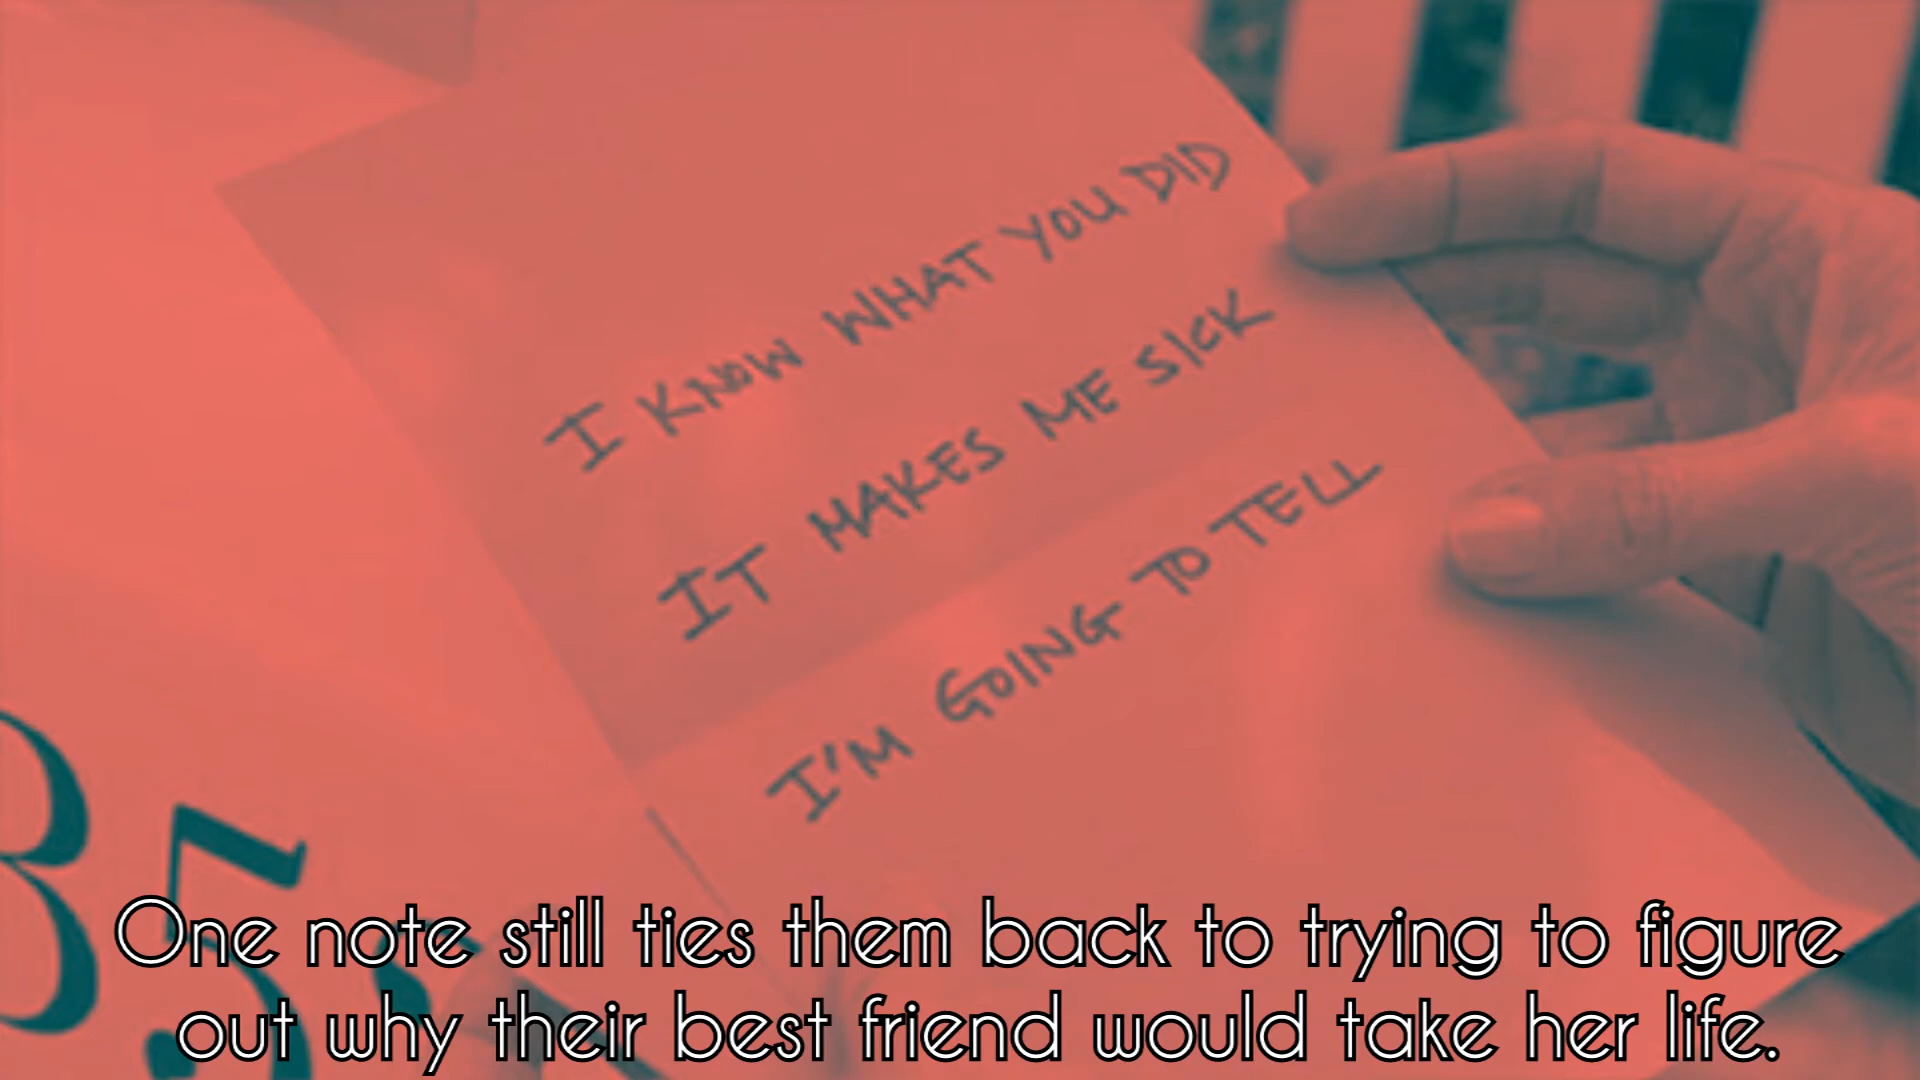 I KNOW WHAT YOU DID
IT MAKES ME SICK
I'M GOING TO TELL
One note still ties them back to trying to figure
out why their best friend would take her life.